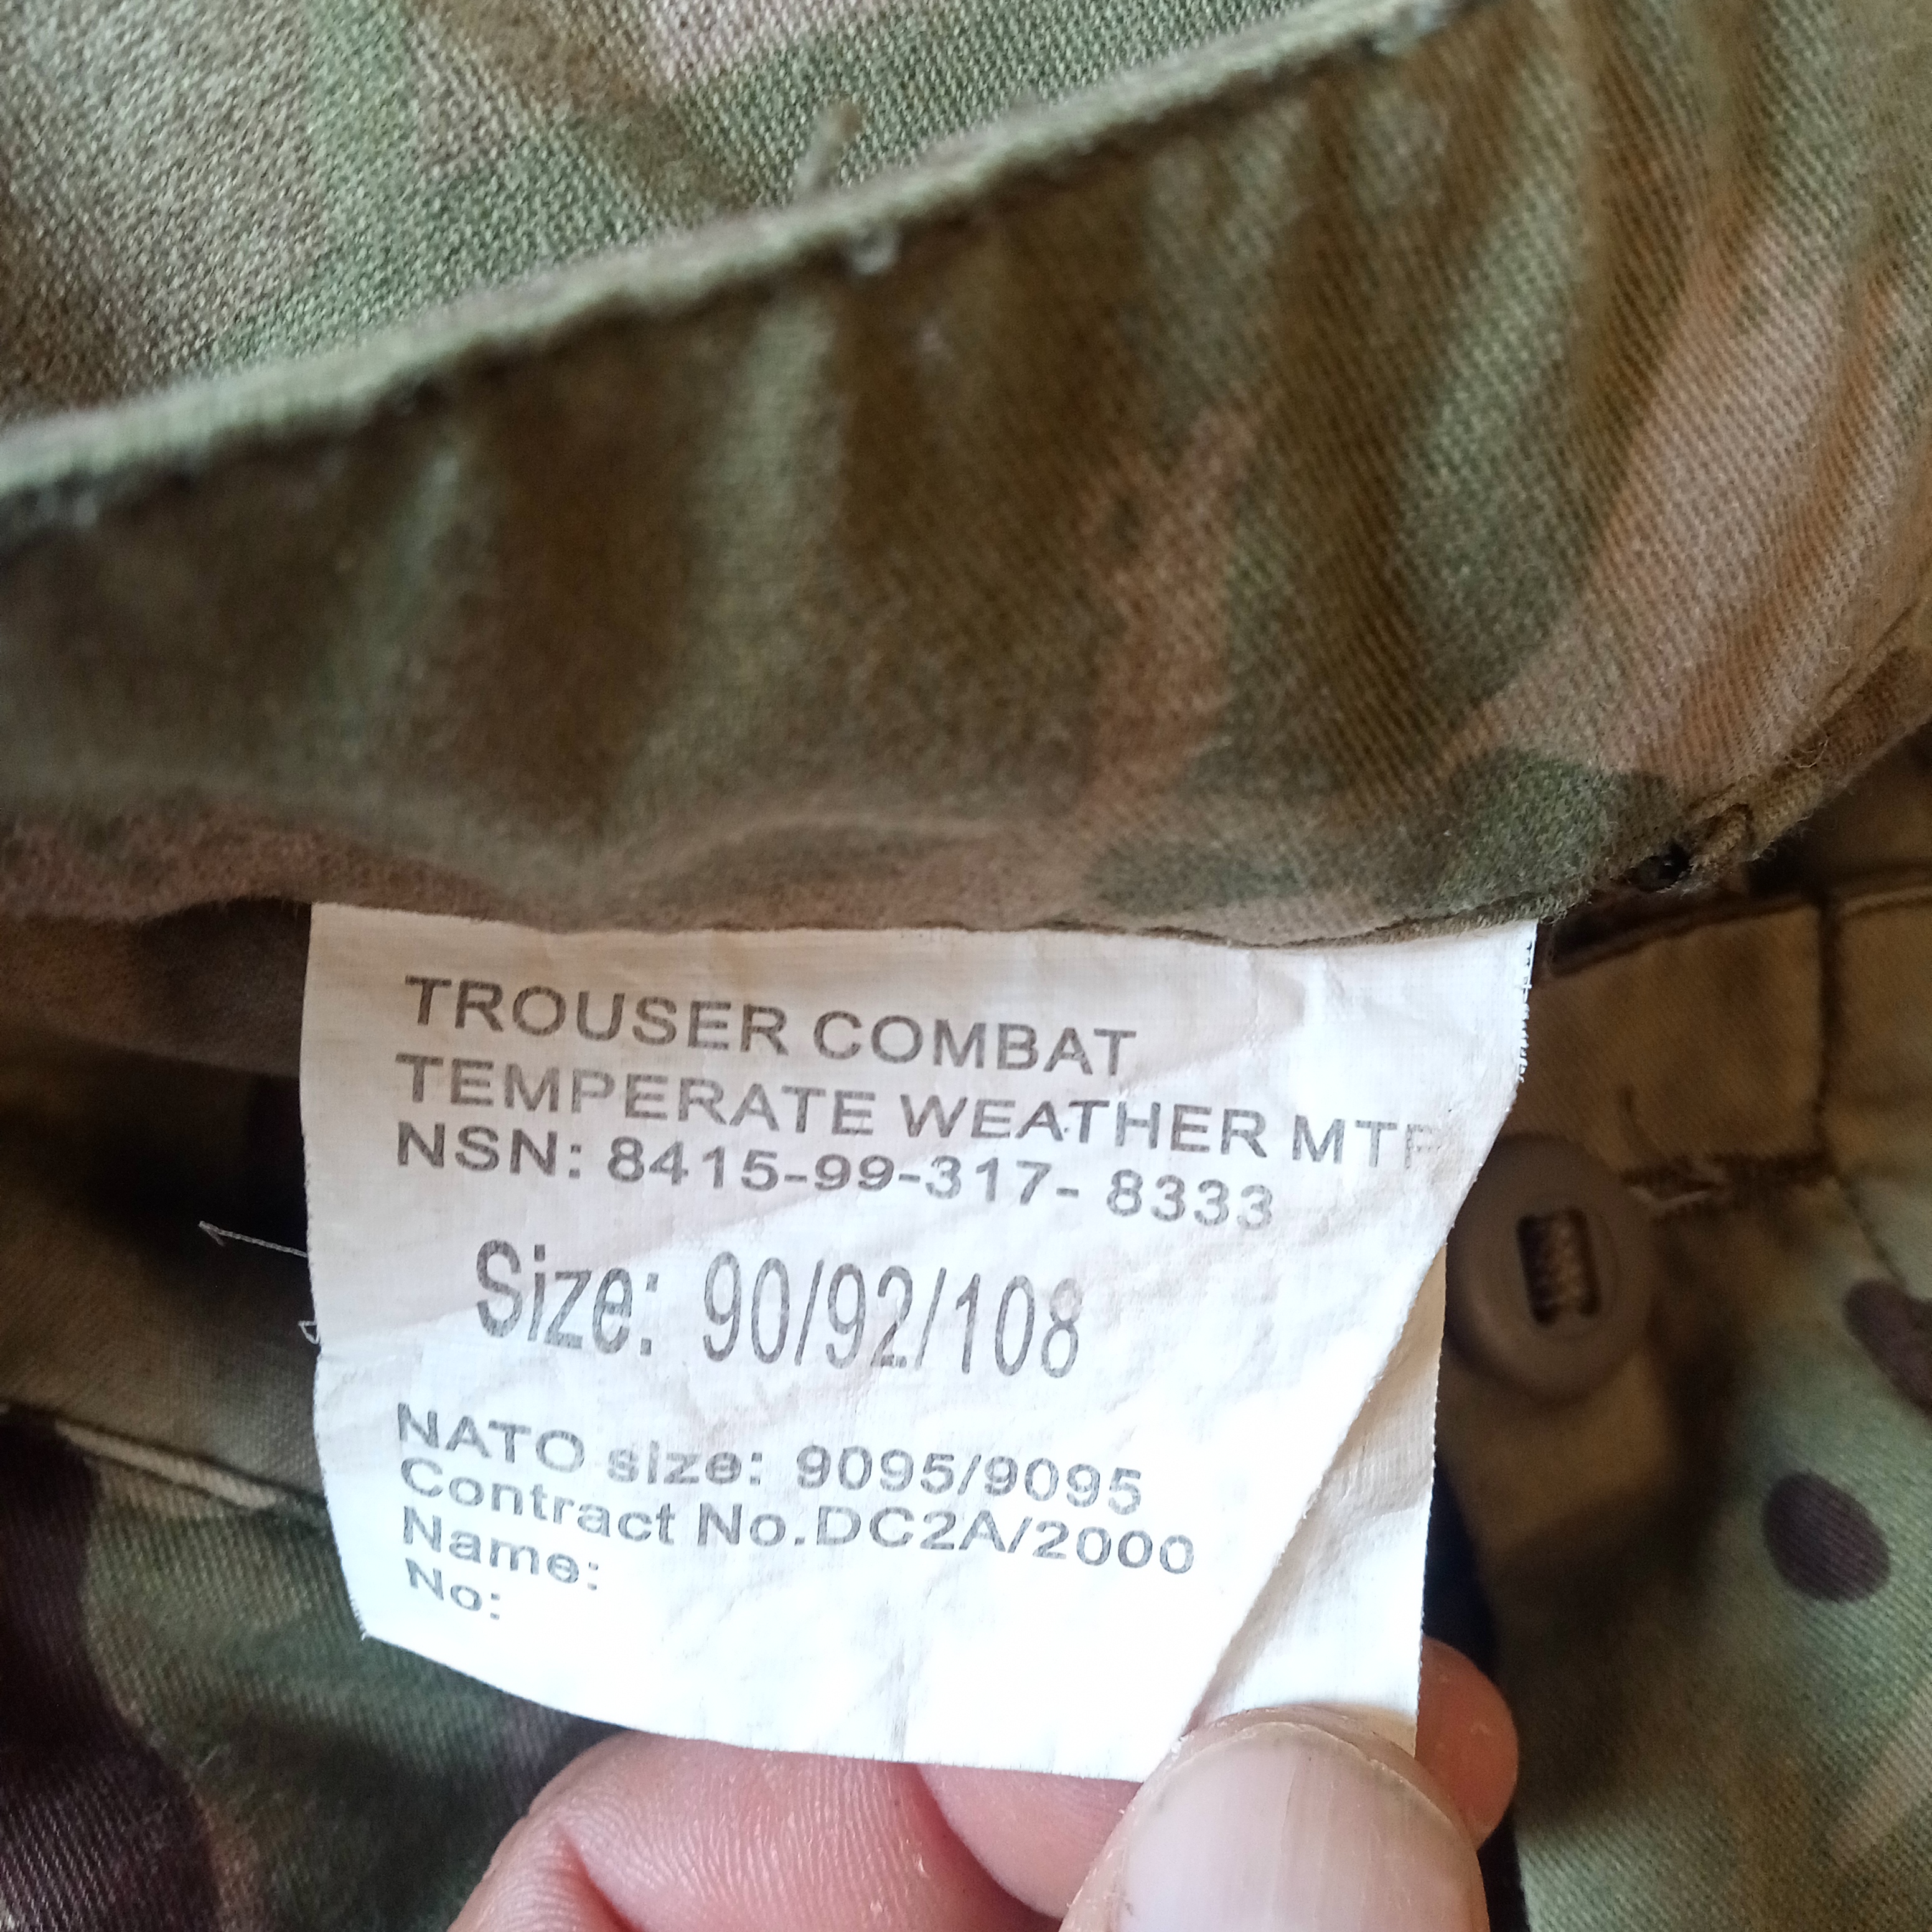 TROUSER COMBAT
TEMPERATE WEATHER MTP
NSN: 8415-99-317- 8333
Size: 90/92/108
NATO size: 9095/9095
Contract No.DC2A/2000
Name:
No: